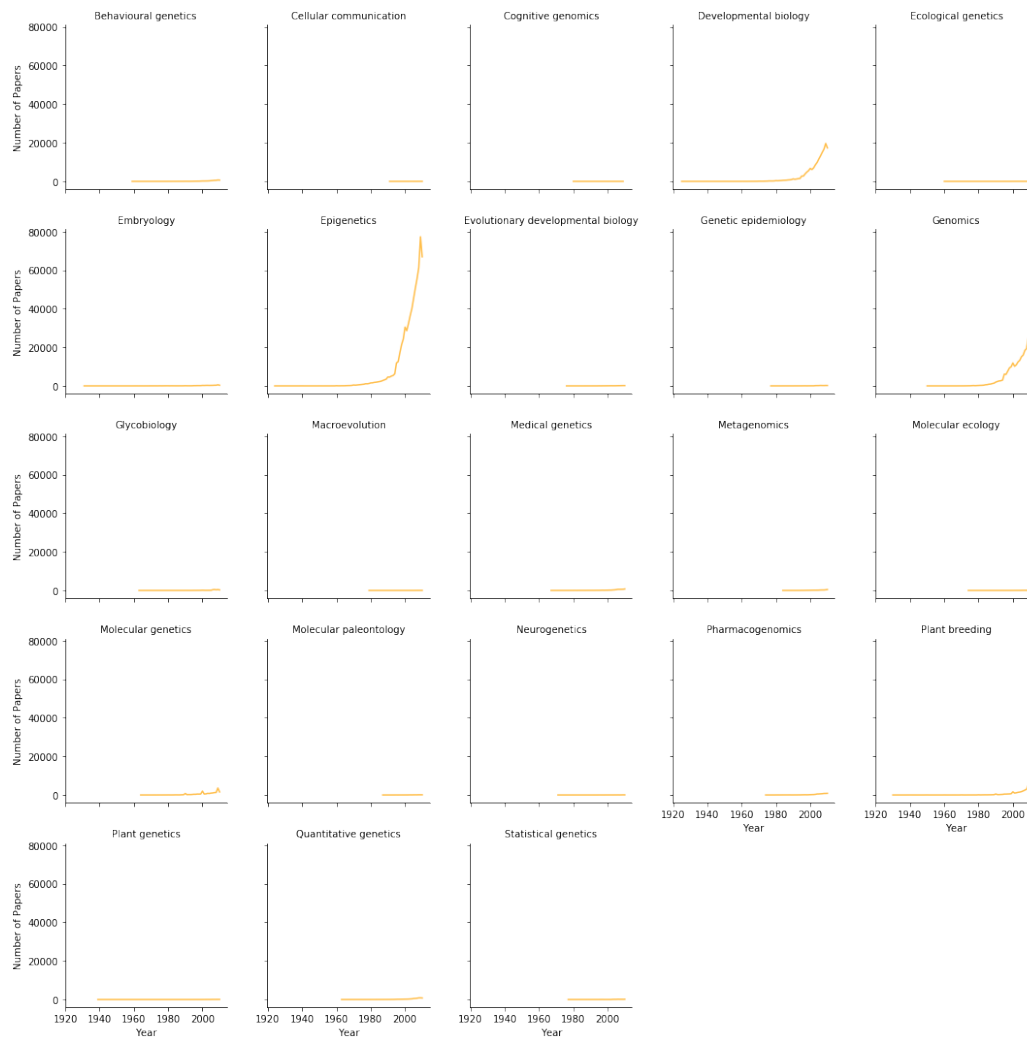 Behavioural genetics Cellular communication Cognitive genomics Developmental biology Ecological genetics
80000
60000
40000
20000
0
Number of Papers
Embryology Epigenetics Evolutionary developmental biology Genetic epidemiology Genomics
80000
60000
40000
20000
0
Number of Papers
Glycobiology Macroevolution Medical genetics Metagenomics Molecular ecology
80000
60000
40000
20000
0
Number of Papers
Molecular genetics Molecular paleontology Neurogenetics Pharmacogenomics Plant breeding
80000
60000
40000
20000
0
Number of Papers
1920 1940 1960 1980 2000 1920 1940 1960 1980 2000
Year Year
Plant genetics Quantitative genetics Statistical genetics
80000
60000
40000
20000
0
Number of Papers
1920 1940 1960 1980 2000 1920 1940 1960 1980 2000 1920 1940 1960 1980 2000
Year Year Year